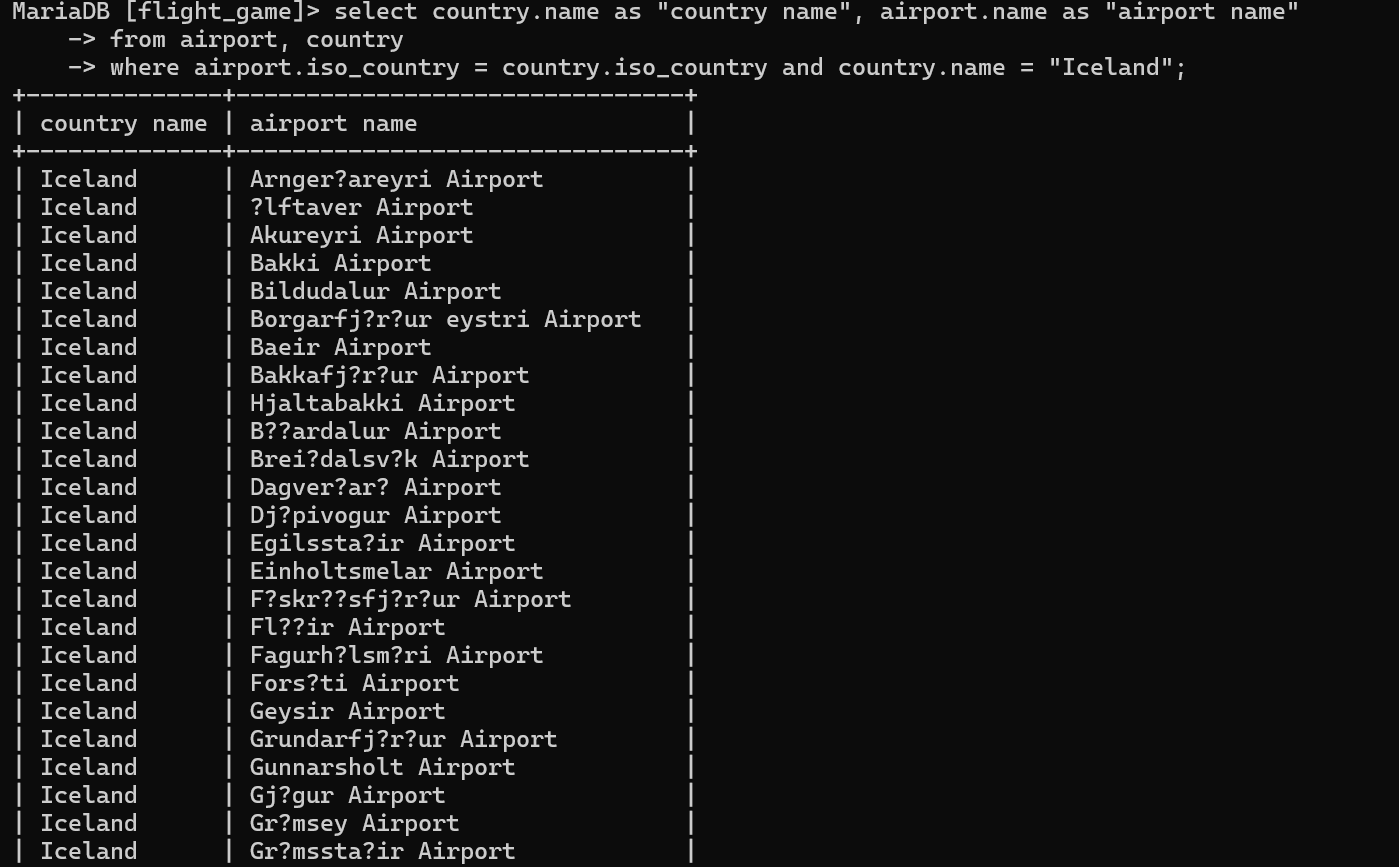 MariaDB [flight_game]> select country.name as "country name", airport.name as "airport name"
    -> from airport, country
    -> where airport.iso_country = country.iso_country and country.name = "Iceland";
+--------------+--------------------------------+
| country name | airport name                   |
+--------------+--------------------------------+
| Iceland      | Arnger?areyri Airport          |
| Iceland      | ?lftaver Airport               |
| Iceland      | Akureyri Airport               |
| Iceland      | Bakki Airport                  |
| Iceland      | Bildudalur Airport             |
| Iceland      | Borgarfj?r?ur eystri Airport   |
| Iceland      | Baeir Airport                  |
| Iceland      | Bakkafj?r?ur Airport           |
| Iceland      | Hjaltabakki Airport            |
| Iceland      | B??ardalur Airport             |
| Iceland      | Brei?dalsv?k Airport           |
| Iceland      | Dagver?ar? Airport             |
| Iceland      | Dj?pivogur Airport             |
| Iceland      | Egilssta?ir Airport            |
| Iceland      | Einholtsmelar Airport          |
| Iceland      | F?skr??sfj?r?ur Airport        |
| Iceland      | Fl??ir Airport                 |
| Iceland      | Fagurh?lsm?ri Airport          |
| Iceland      | Fors?ti Airport                |
| Iceland      | Geysir Airport                 |
| Iceland      | Grundarfj?r?ur Airport         |
| Iceland      | Gunnarsholt Airport            |
| Iceland      | Gj?gur Airport                 |
| Iceland      | Gr?msey Airport                |
| Iceland      | Gr?mssta?ir Airport            |